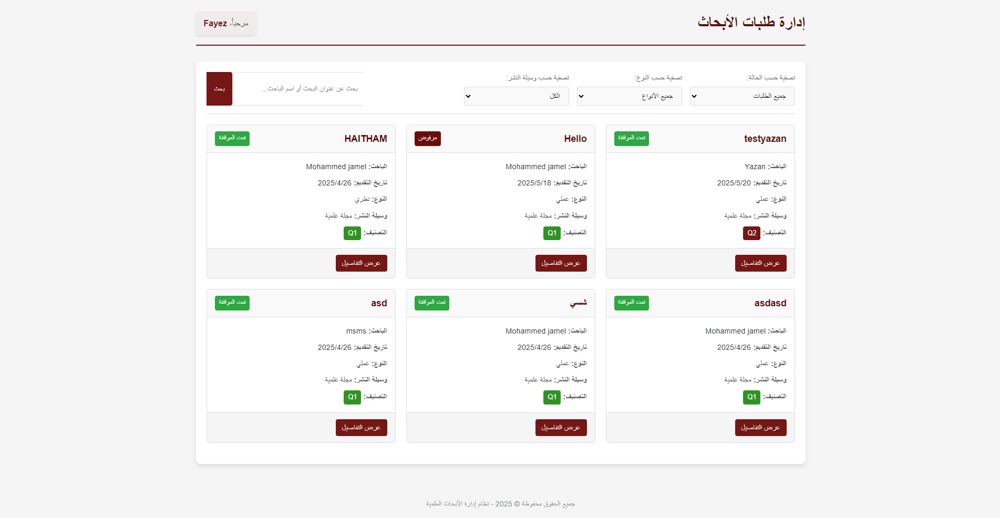 إدارة طلبات الأبحاث
مرحباً، Fayez
تصفية حسب الحالة:
جميع الطلبات
تصفية حسب النوع:
جميع الأنواع
تصفية حسب وسيلة النشر:
الكل
بحث عن عنوان البحث أو اسم الباحث...
بحث
testyazan
تمت الموافقة
الباحث: Yazan
تاريخ التقديم: 2025/5/20
النوع: عملي
وسيلة النشر: مجلة علمية
التصنيف: Q2
عرض التفاصيل
Hello
مرفوض
الباحث: Mohammed jamel
تاريخ التقديم: 2025/5/18
النوع: عملي
وسيلة النشر: مجلة علمية
التصنيف: Q1
عرض التفاصيل
HAITHAM
تمت الموافقة
الباحث: Mohammed jamel
تاريخ التقديم: 2025/4/26
النوع: نظري
وسيلة النشر: مجلة علمية
التصنيف: Q1
عرض التفاصيل
asdasd
تمت الموافقة
الباحث: Mohammed jamel
تاريخ التقديم: 2025/4/26
النوع: عملي
وسيلة النشر: مجلة علمية
التصنيف: Q1
عرض التفاصيل
شسي
تمت الموافقة
الباحث: Mohammed jamel
تاريخ التقديم: 2025/4/26
النوع: عملي
وسيلة النشر: مجلة علمية
التصنيف: Q1
عرض التفاصيل
asd
تمت الموافقة
الباحث: msms
تاريخ التقديم: 2025/4/26
النوع: عملي
وسيلة النشر: مجلة علمية
التصنيف: Q1
عرض التفاصيل
جميع الحقوق محفوظة © 2025 - نظام إدارة الأبحاث العلمية